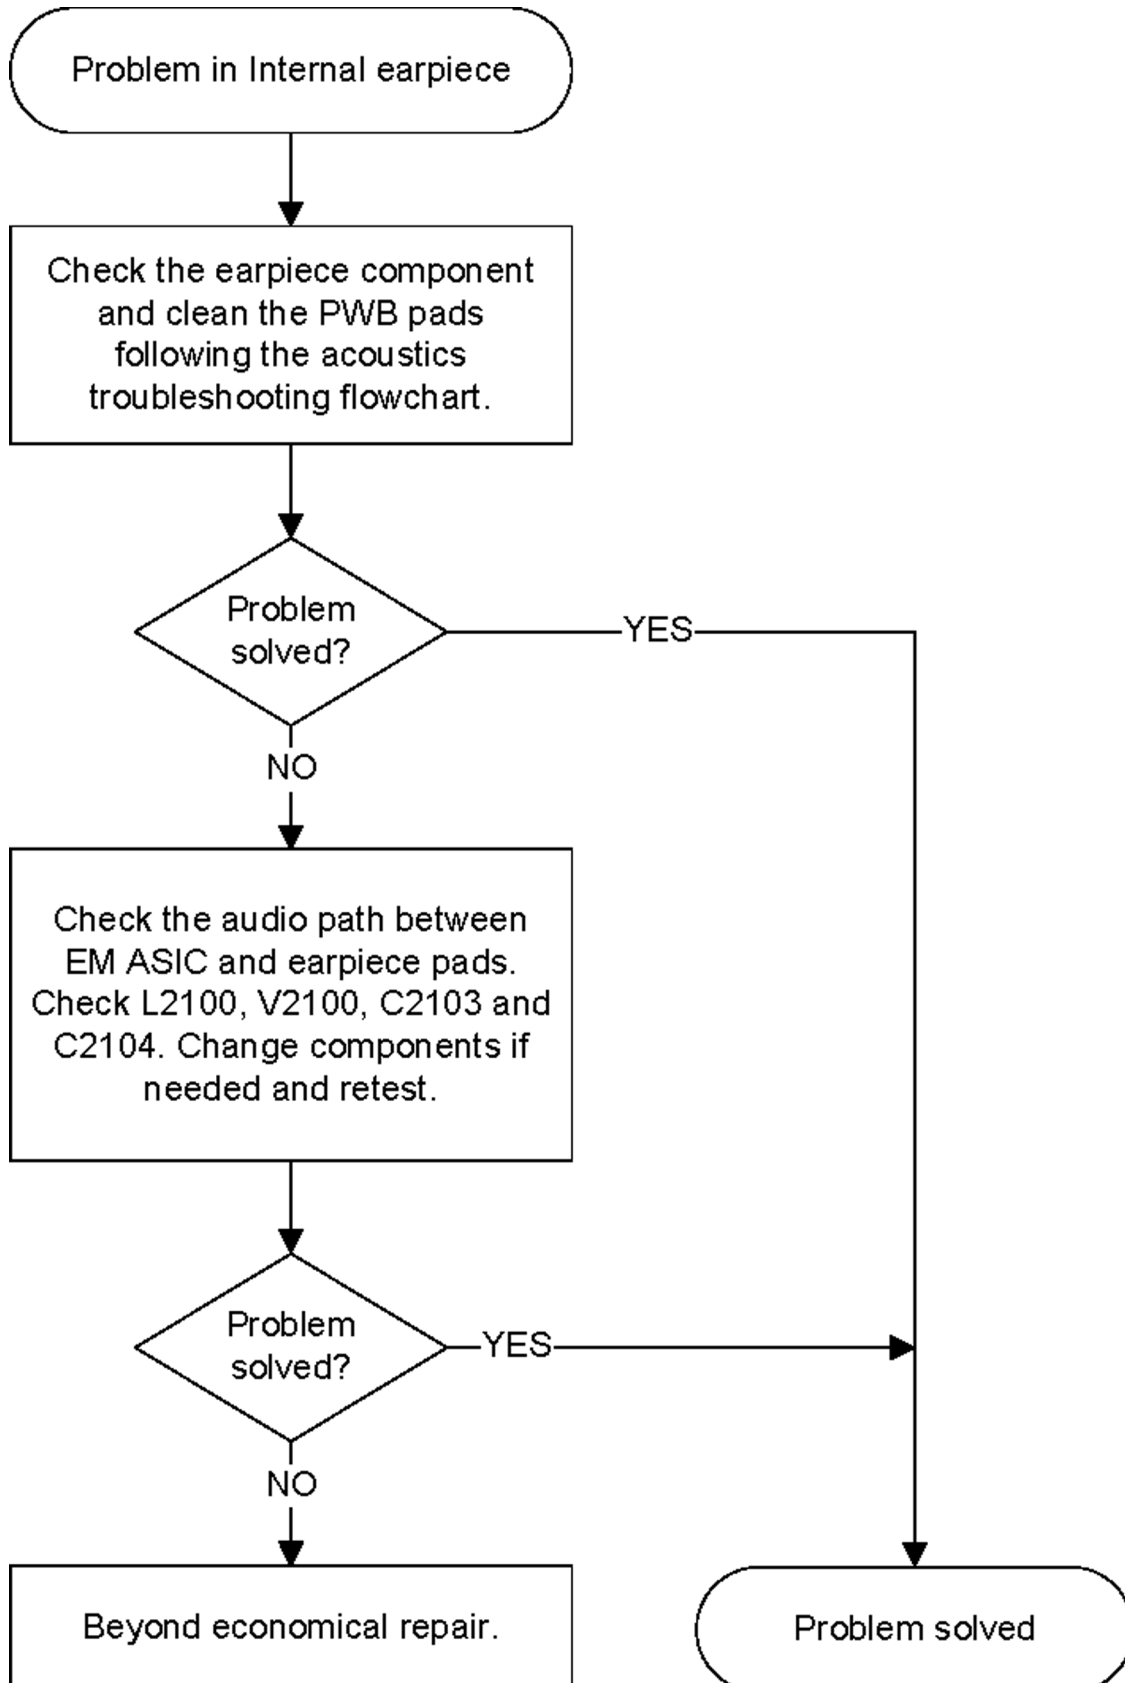 Problem in Internal earpiece
Check the earpiece component
and clean the PWB pads
following the acoustics
troubleshooting flowchart.
Problem
solved?
YES
NO
Check the audio path between
EM ASIC and earpiece pads.
Check L2100, V2100, C2103 and
C2104. Change components if
needed and retest.
Problem
solved?
YES
NO
Beyond economical repair.
Problem solved